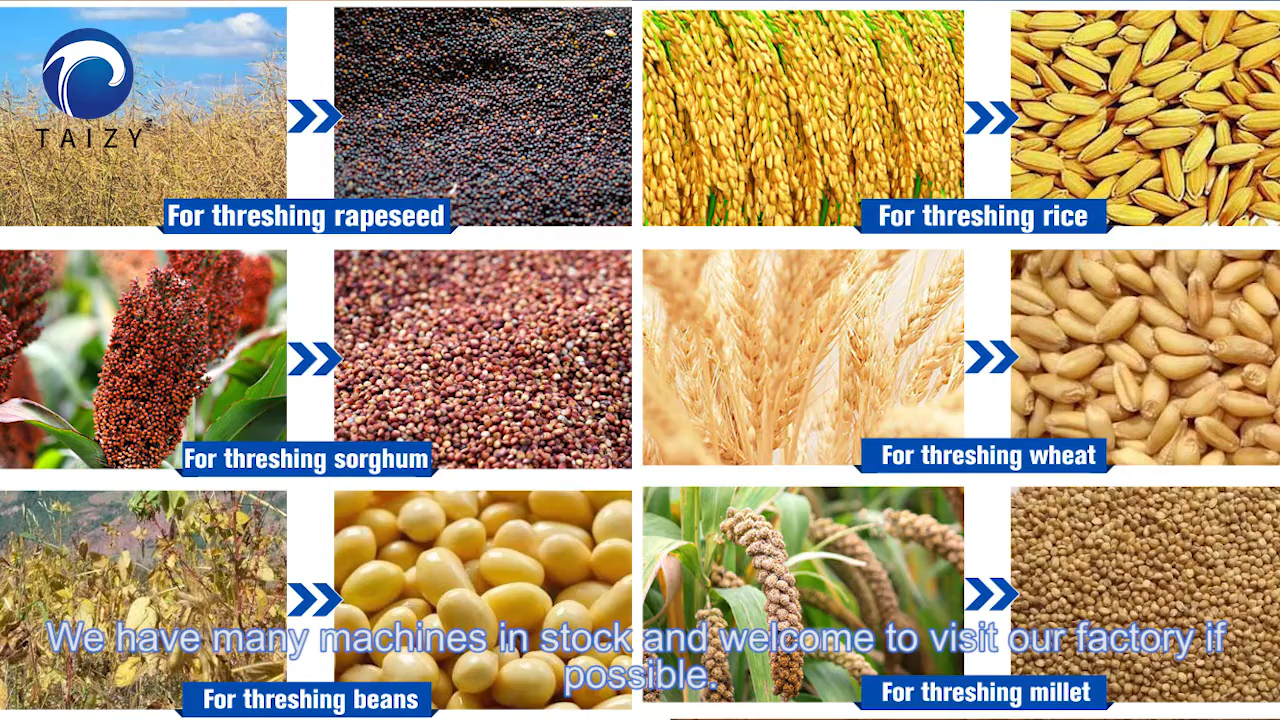 TAIZY
For threshing rapeseed
For threshing rice
For threshing sorghum
For threshing wheat
We have many machines in stock and welcome to visit our factory if
possible.
For threshing beans
For threshing millet